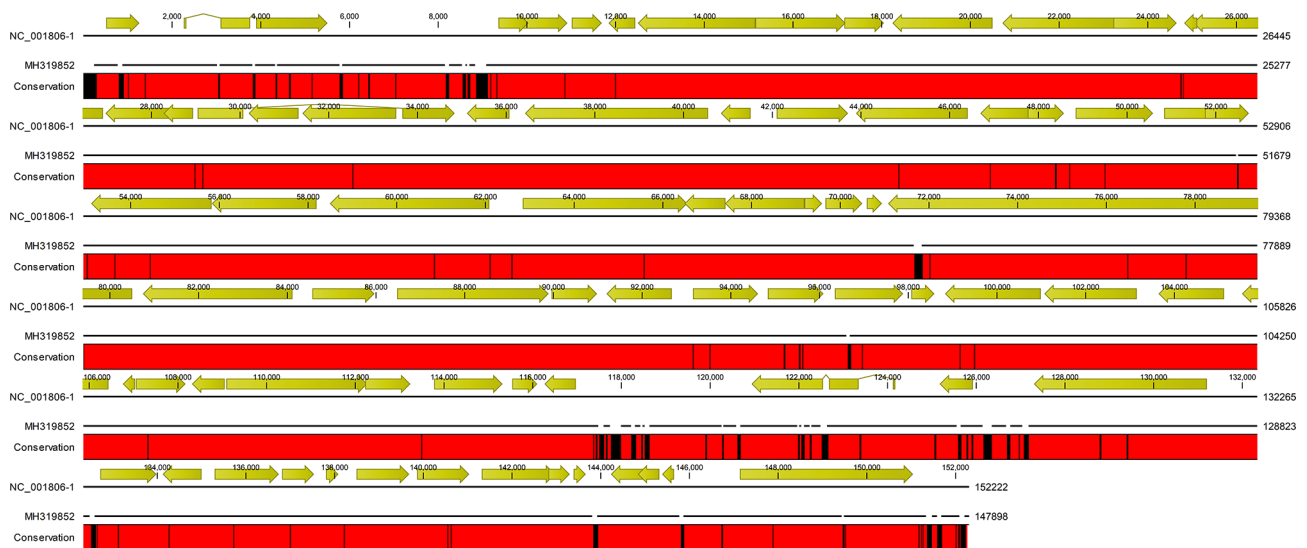 2,000 4,000 6,000 8,000 10,000 12,000 14,000 16,000 18,000 20,000 22,000 24,000 26,000
NC_001806-1 26445
MH319852 25277
Conservation
28,000 30,000 32,000 34,000 36,000 38,000 40,000 42,000 44,000 46,000 48,000 50,000 52,000
NC_001806-1 52906
MH319852 51679
Conservation
54,000 56,000 58,000 60,000 62,000 64,000 66,000 68,000 70,000 72,000 74,000 76,000 78,000
NC_001806-1 79368
MH319852 77889
Conservation
80,000 82,000 84,000 86,000 88,000 90,000 92,000 94,000 96,000 98,000 100,000 102,000 104,000
NC_001806-1 105826
MH319852 104250
Conservation
106,000 108,000 110,000 112,000 114,000 116,000 118,000 120,000 122,000 124,000 126,000 128,000 130,000 132,000
NC_001806-1 132265
MH319852 128823
Conservation
134,000 136,000 138,000 140,000 142,000 144,000 146,000 148,000 150,000 152,000
NC_001806-1 152222
MH319852 147898
Conservation